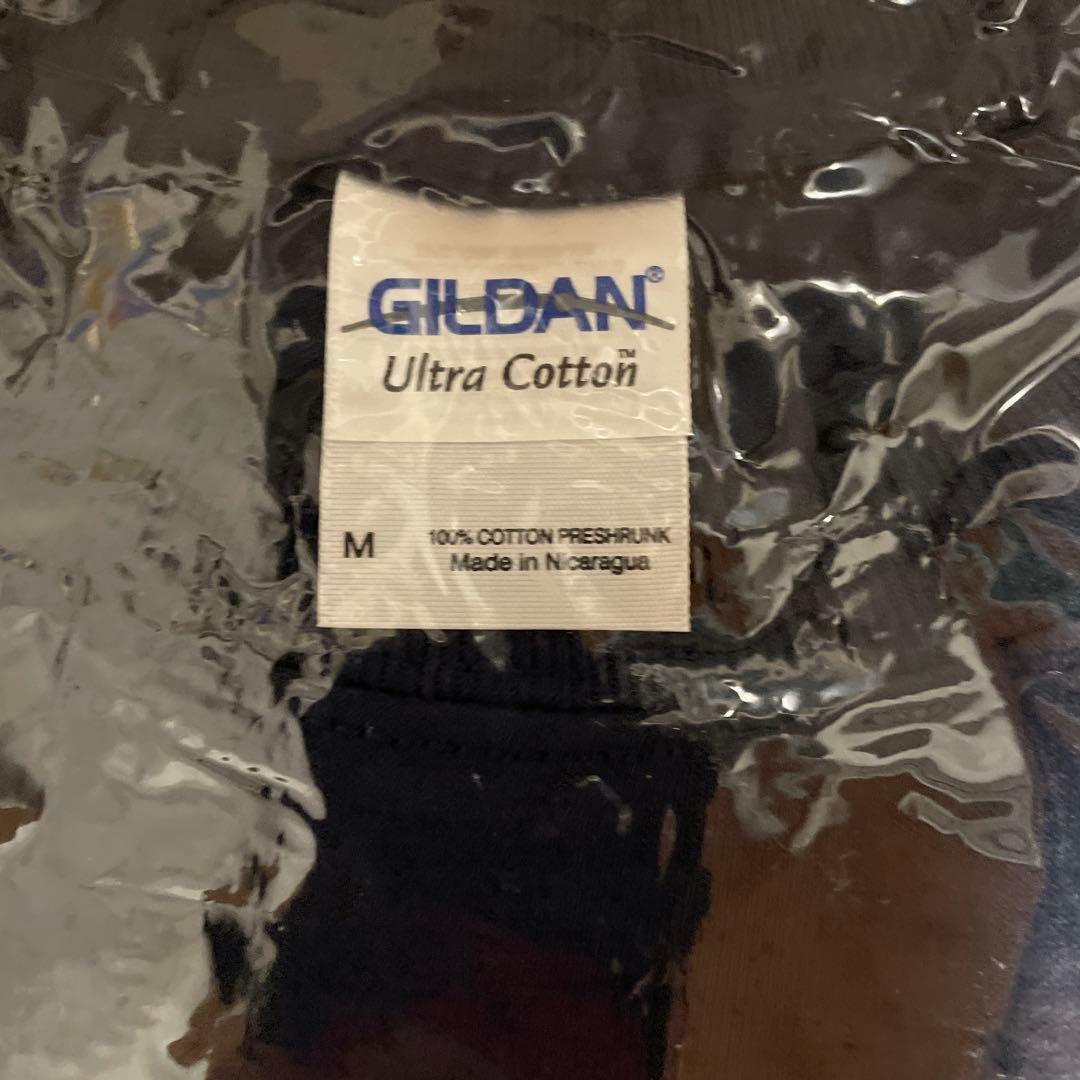 GILDAN®
Ultra Cotton™
M 100% COTTON PRESHRUNK
Made in Nicaragua